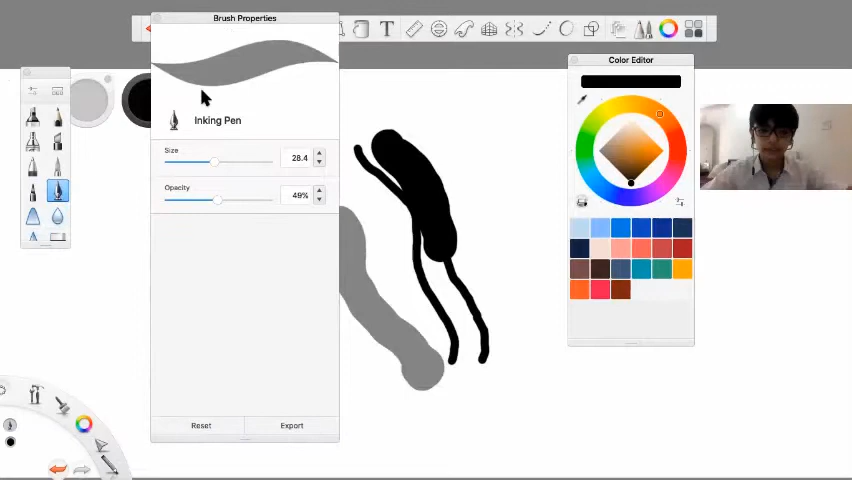 Brush Properties
T
Inking Pen
Size
28.4
Opacity
49%
Reset
Export
Color Editor